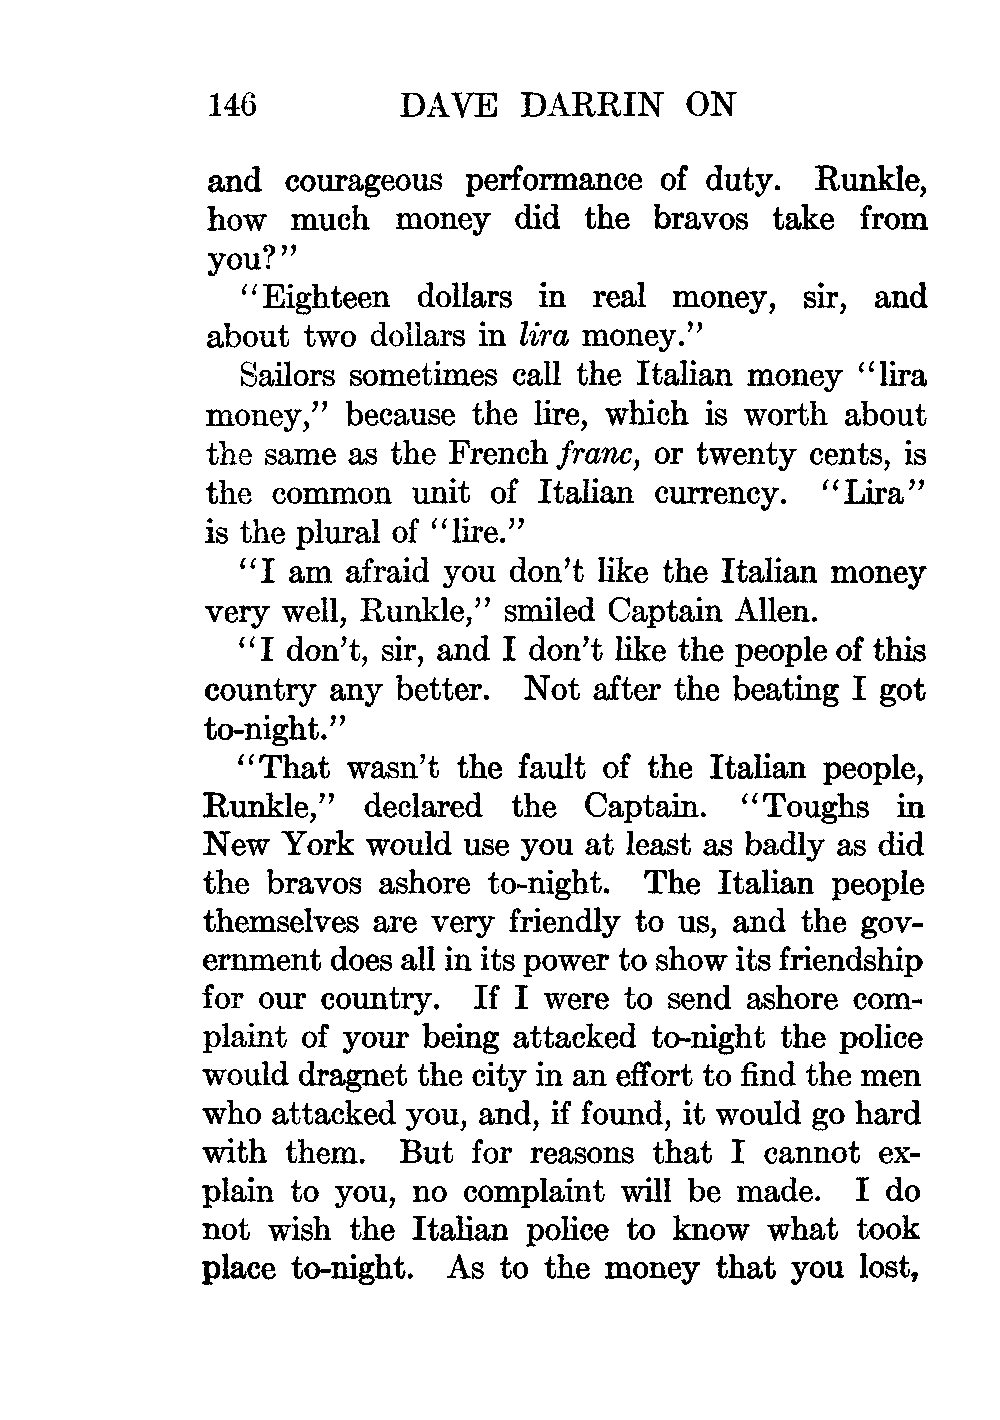 146 DAVE DARRIN ON
and courageous performance of duty. Runkle,
how much money did the bravos take from
you?"
"Eighteen dollars in real money, sir, and
about two dollars in lira money."
Sailors sometimes call the Italian money "lira
money," because the lire, which is worth about
the same as the French franc, or twenty cents, is
the common unit of Italian currency. "Lira"
is the plural of "lire."
"I am afraid you don't like the Italian money
very well, Runkle," smiled Captain Allen.
"I don't, sir, and I don't like the people of this
country any better. Not after the beating I got
to-night."
"That wasn't the fault of the Italian people,
Runkle," declared the Captain. "Toughs in
New York would use you at least as badly as did
the bravos ashore to-night. The Italian people
themselves are very friendly to us, and the gov-
ernment does all in its power to show its friendship
for our country. If I were to send ashore com-
plaint of your being attacked to-night the police
would dragnet the city in an effort to find the men
who attacked you, and, if found, it would go hard
with them. But for reasons that I cannot ex-
plain to you, no complaint will be made. I do
not wish the Italian police to know what took
place to-night. As to the money that you lost,